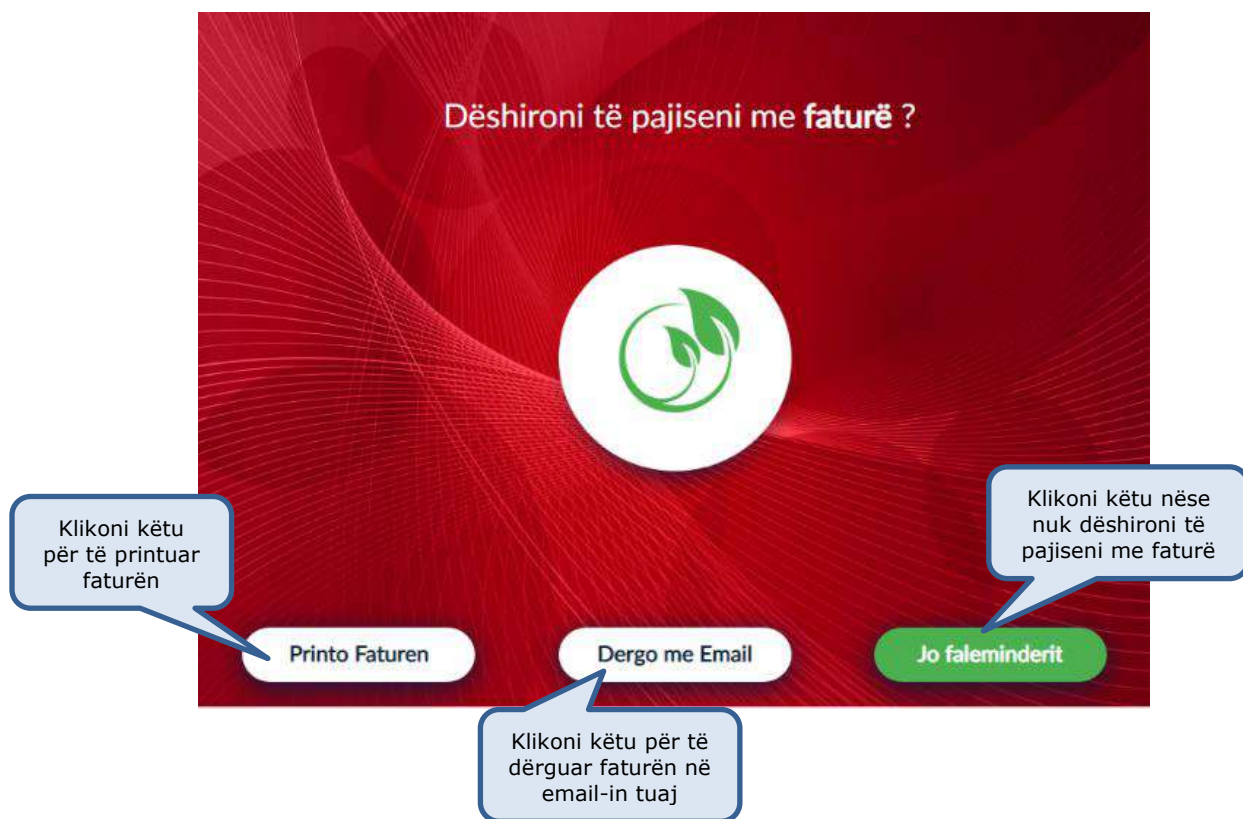 Dëshironi të pajiseni me faturë ?
Klikoni këtu
për të printuar
faturën
Klikoni këtu nëse
nuk dëshironi të
pajiseni me faturë
Printo Faturen
Dergo me Email
Jo faleminderit
Klikoni këtu për të
dërguar faturën në
email-in tuaj